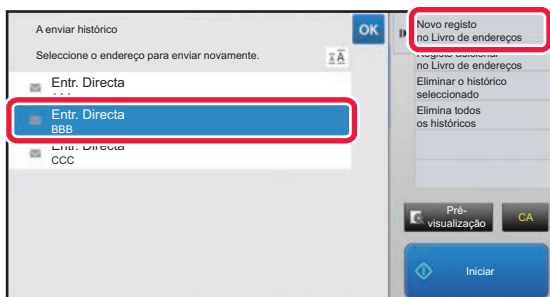 A enviar histórico
OK
Seleccione o endereço para enviar novamente.
Entr. Directa
Entr. Directa
BBB
Entr. Directa
CCC
Novo registo
no Livro de endereços
Registo adicional
no Livro de endereços
Eliminar o histórico
seleccionado
Elimina todos
os históricos
Pré-
visualização
CA
Iniciar